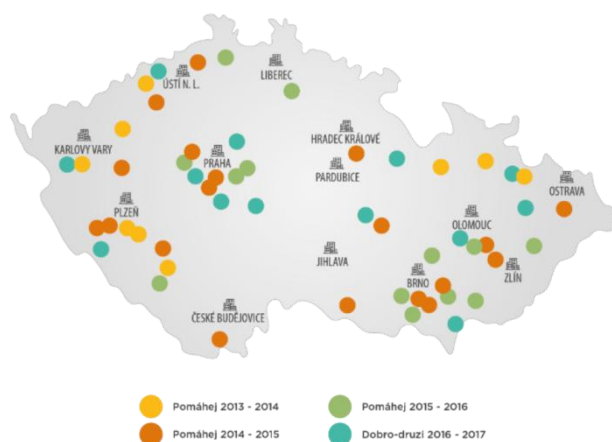 ÚSTÍ N. L.
LIBEREC
KARLOVY VARY
HRADEC KRÁLOVÉ
PRAHA
PARDUBICE
OSTRAVA
PLZEŇ
OLOMOUC
JIHLAVA
BRNO
ZLÍN
ČESKÉ BUDĚJOVICE
Pomáhej 2013 - 2014
Pomáhej 2015 - 2016
Pomáhej 2014 - 2015
Dobro-druzi 2016 - 2017